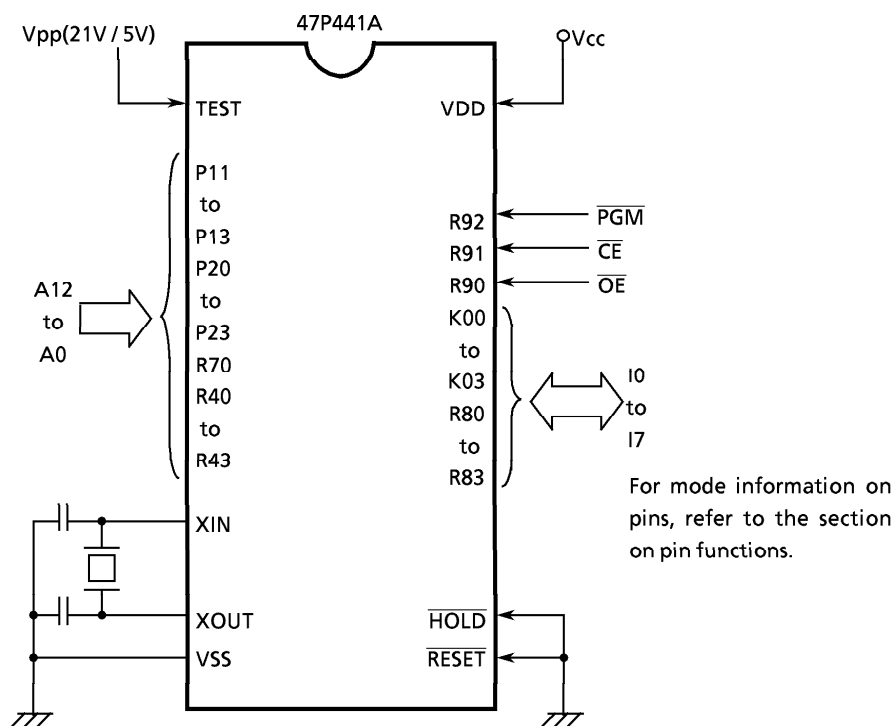 47P441A
Vpp(21V / 5V)
Vcc
TEST
VDD
P11
to
P13
P20
to
P23
R70
R40
to
R43
A12
to
A0
R92
R91
R90
PGM
CE
OE
K00
to
K03
R80
to
R83
I0
to
I7
For mode information on
pins, refer to the section
on pin functions.
XIN
XOUT
VSS
HOLD
RESET